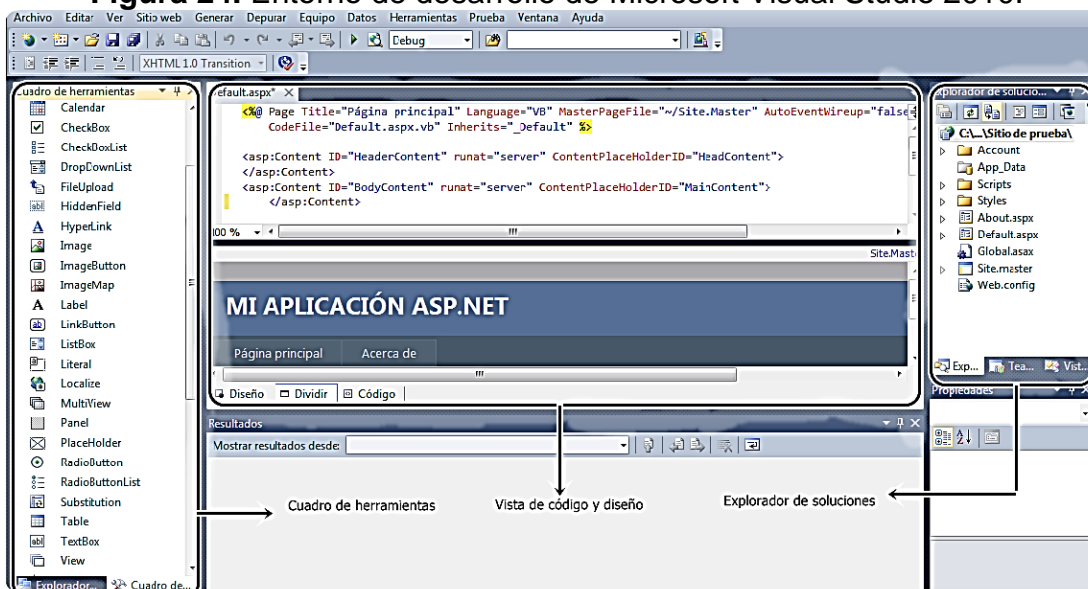 Figura 24. Entorno de desarrollo de Microsoft Visual Studio 2010.
Archivo Editar Ver Sitio web Generar Depurar Equipo Datos Herramientas Prueba Ventana Ayuda
Debug
XHTML 1.0 Transition
Cuadro de herramientas
Calendar
CheckBox
CheckBoxList
DropDownList
FileUpload
HiddenField
HyperLink
Image
ImageButton
ImageMap
Label
LinkButton
ListBox
Literal
Localize
MultiView
Panel
PlaceHolder
RadioButton
RadioButtonList
Substitution
Table
TextBox
View
Explorador... Cuadro de...
efault.aspx*
<%@ Page Title="Página principal" Language="VB" MasterPageFile="~/Site.Master" AutoEventWireup="false
CodeFile="Default.aspx.vb" Inherits="_Default" %>
<asp:Content ID="HeaderContent" runat="server" ContentPlaceHolderID="HeadContent">
</asp:Content>
<asp:Content ID="BodyContent" runat="server" ContentPlaceHolderID="MainContent">
</asp:Content>
100 %
Site.Mast
MI APLICACIÓN ASP.NET
Página principal Acerca de
Diseño Dividir Código
Resultados
Mostrar resultados desde:
Cuadro de herramientas
Vista de código y diseño
Explorador de soluciones
Explorador de solucio...
C:\...\Sitio de prueba\
Account
App_Data
Scripts
Styles
About.aspx
Default.aspx
Global.asax
Site.master
Web.config
Exp... Tea... Vist...
Propiedades